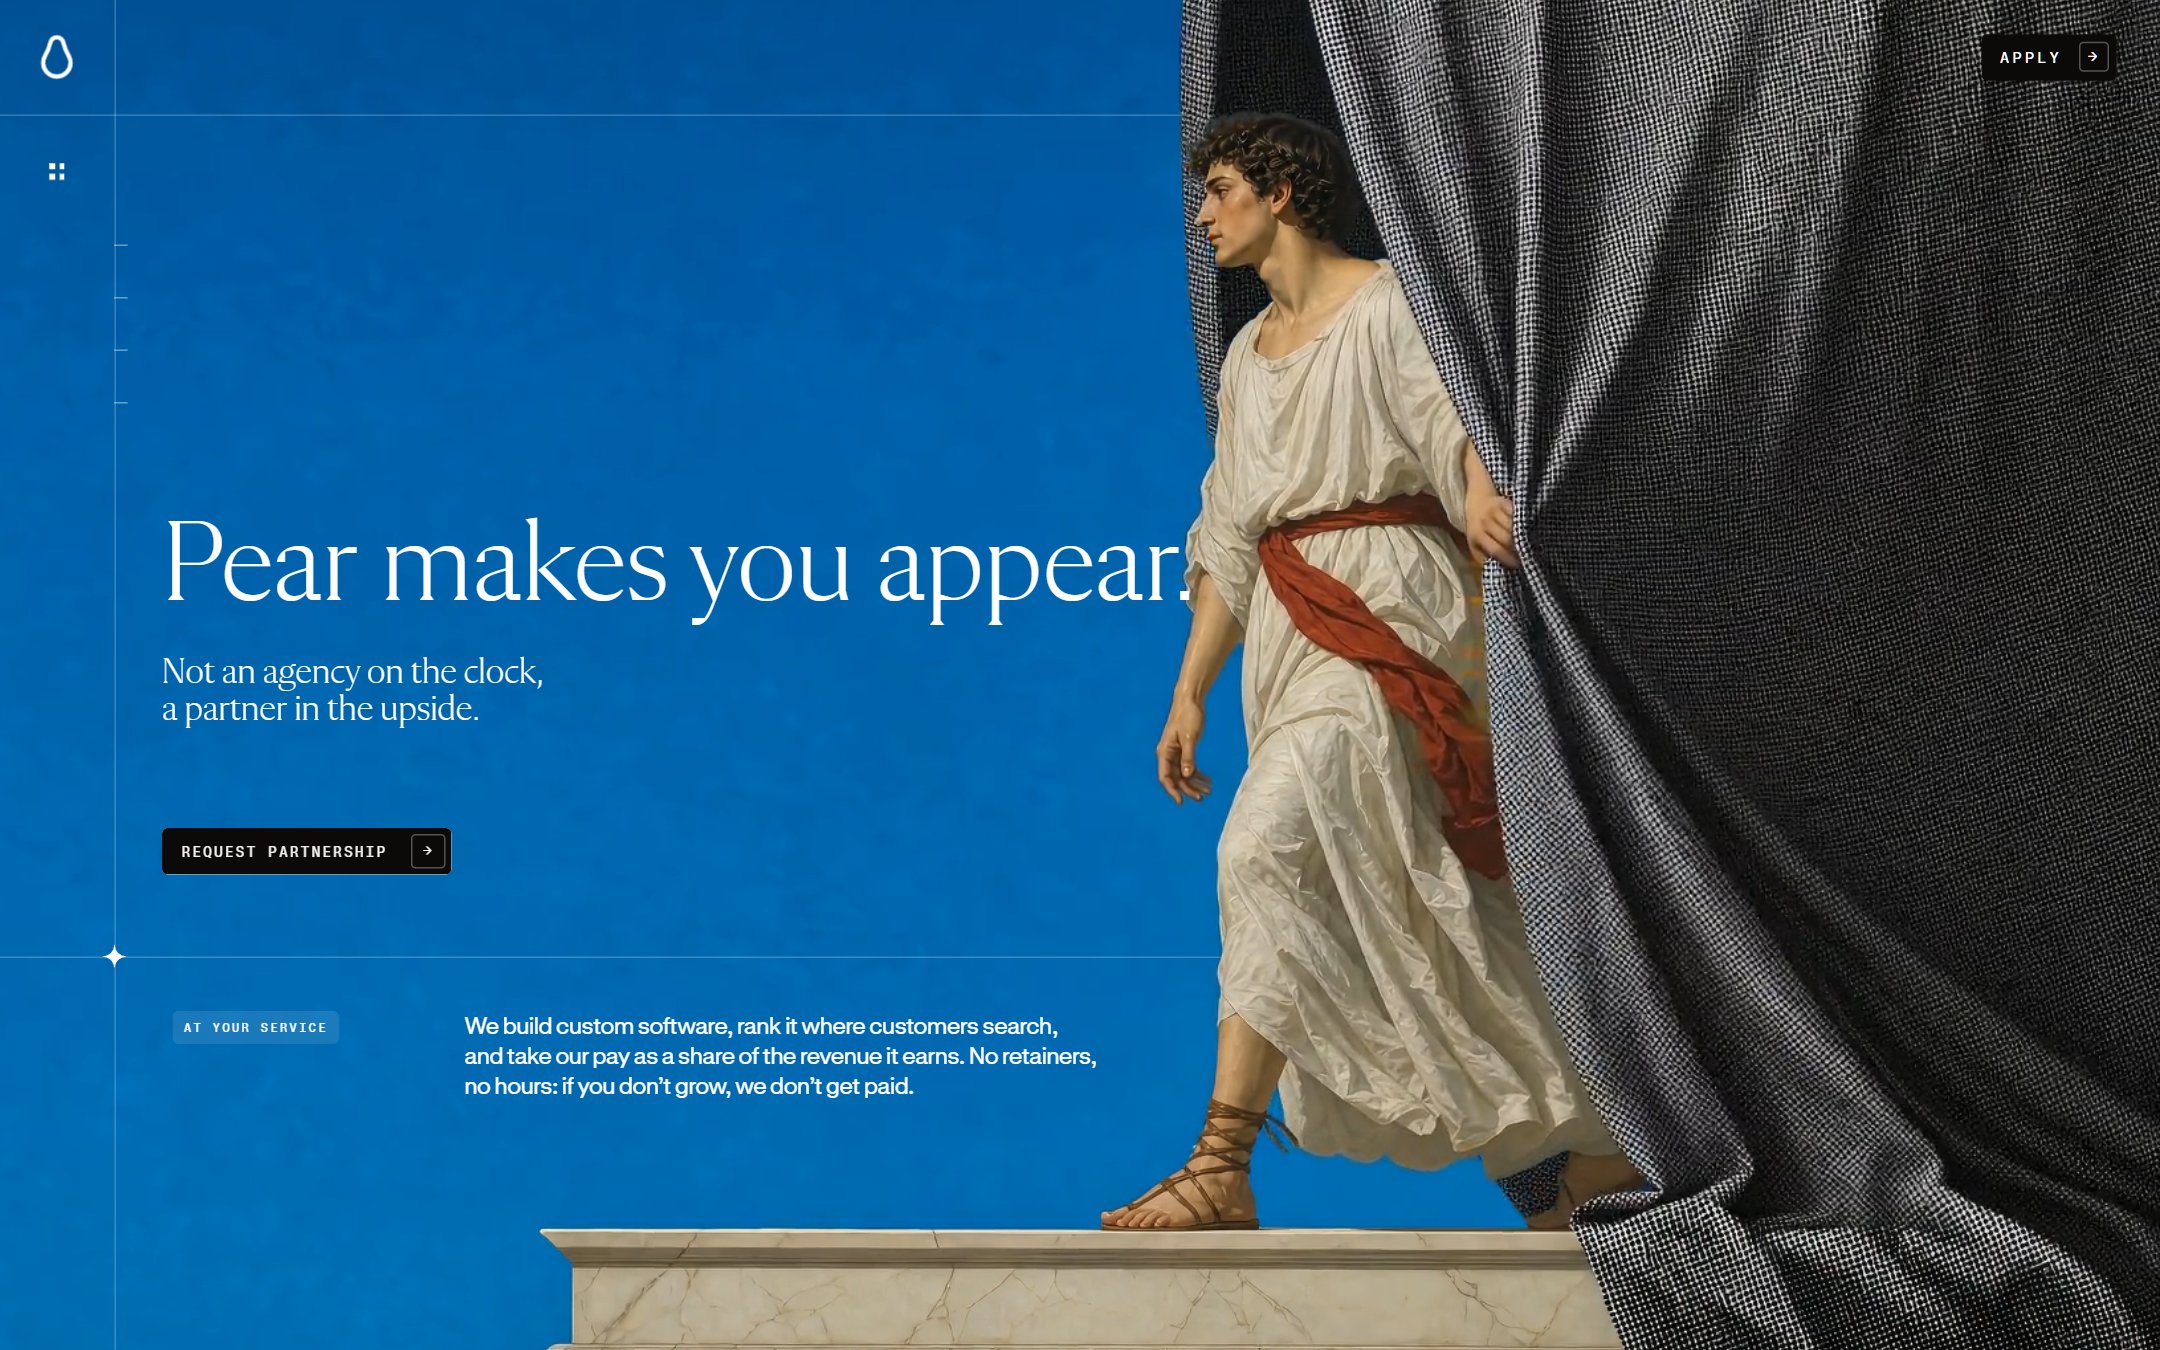 APPLY
Pear makes you appear.
Not an agency on the clock,
a partner in the upside.
REQUEST PARTNERSHIP
AT YOUR SERVICE
We build custom software, rank it where customers search,
and take our pay as a share of the revenue it earns. No retainers,
no hours: if you don’t grow, we don’t get paid.